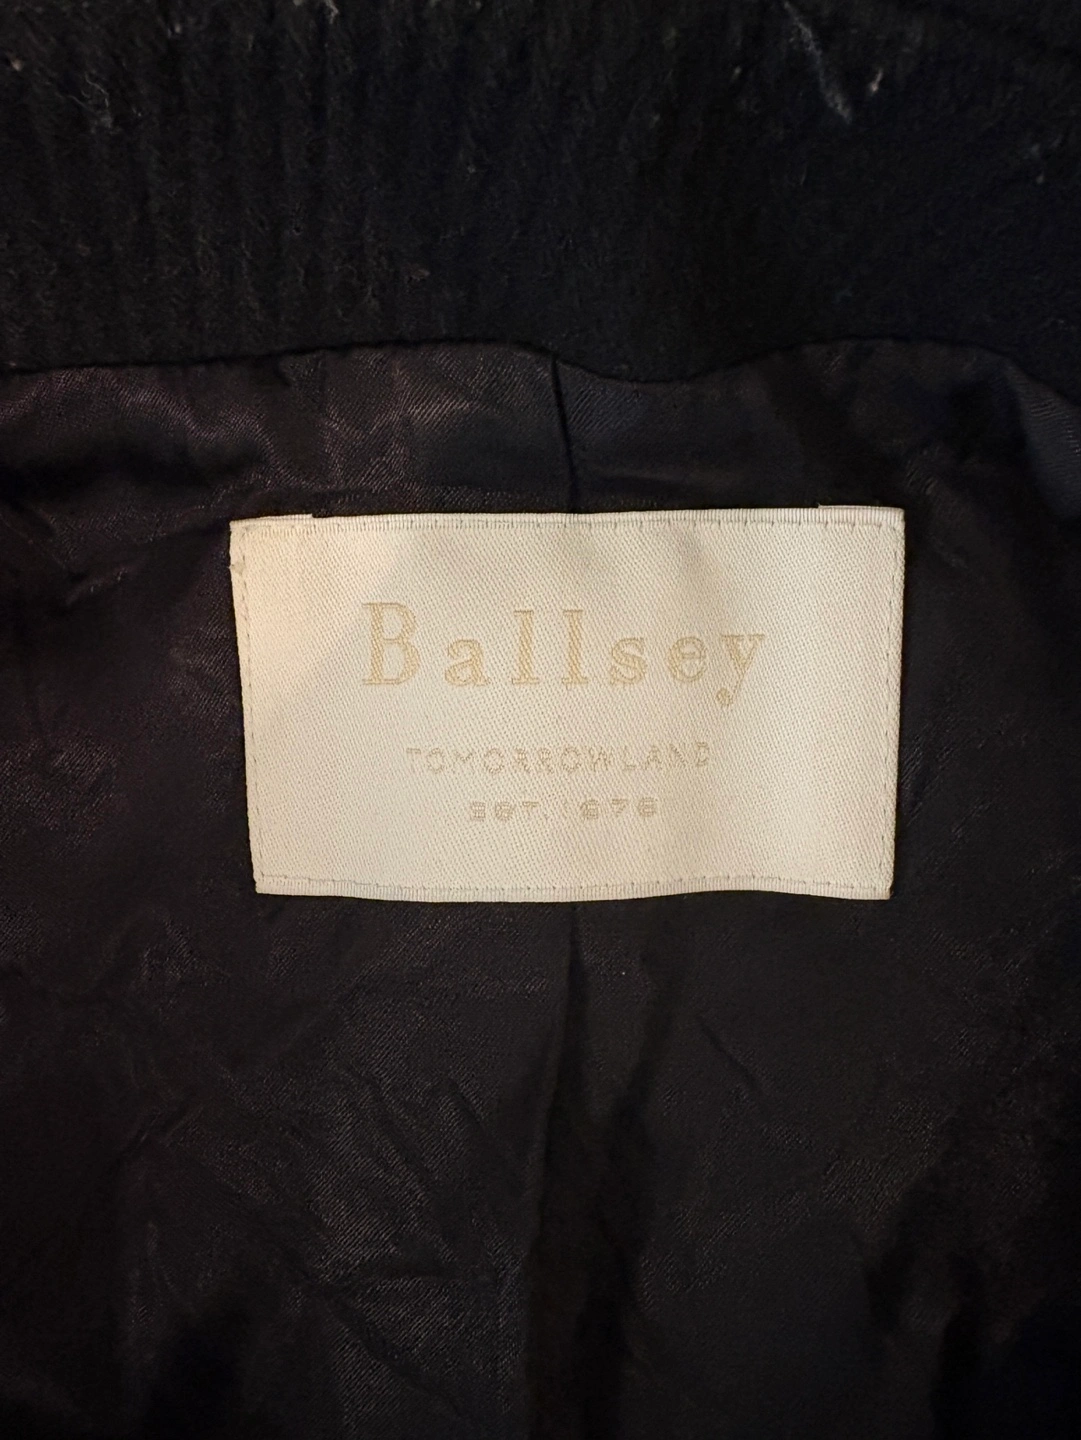 Ballsey
TOMORROWLAND
EST. 1978